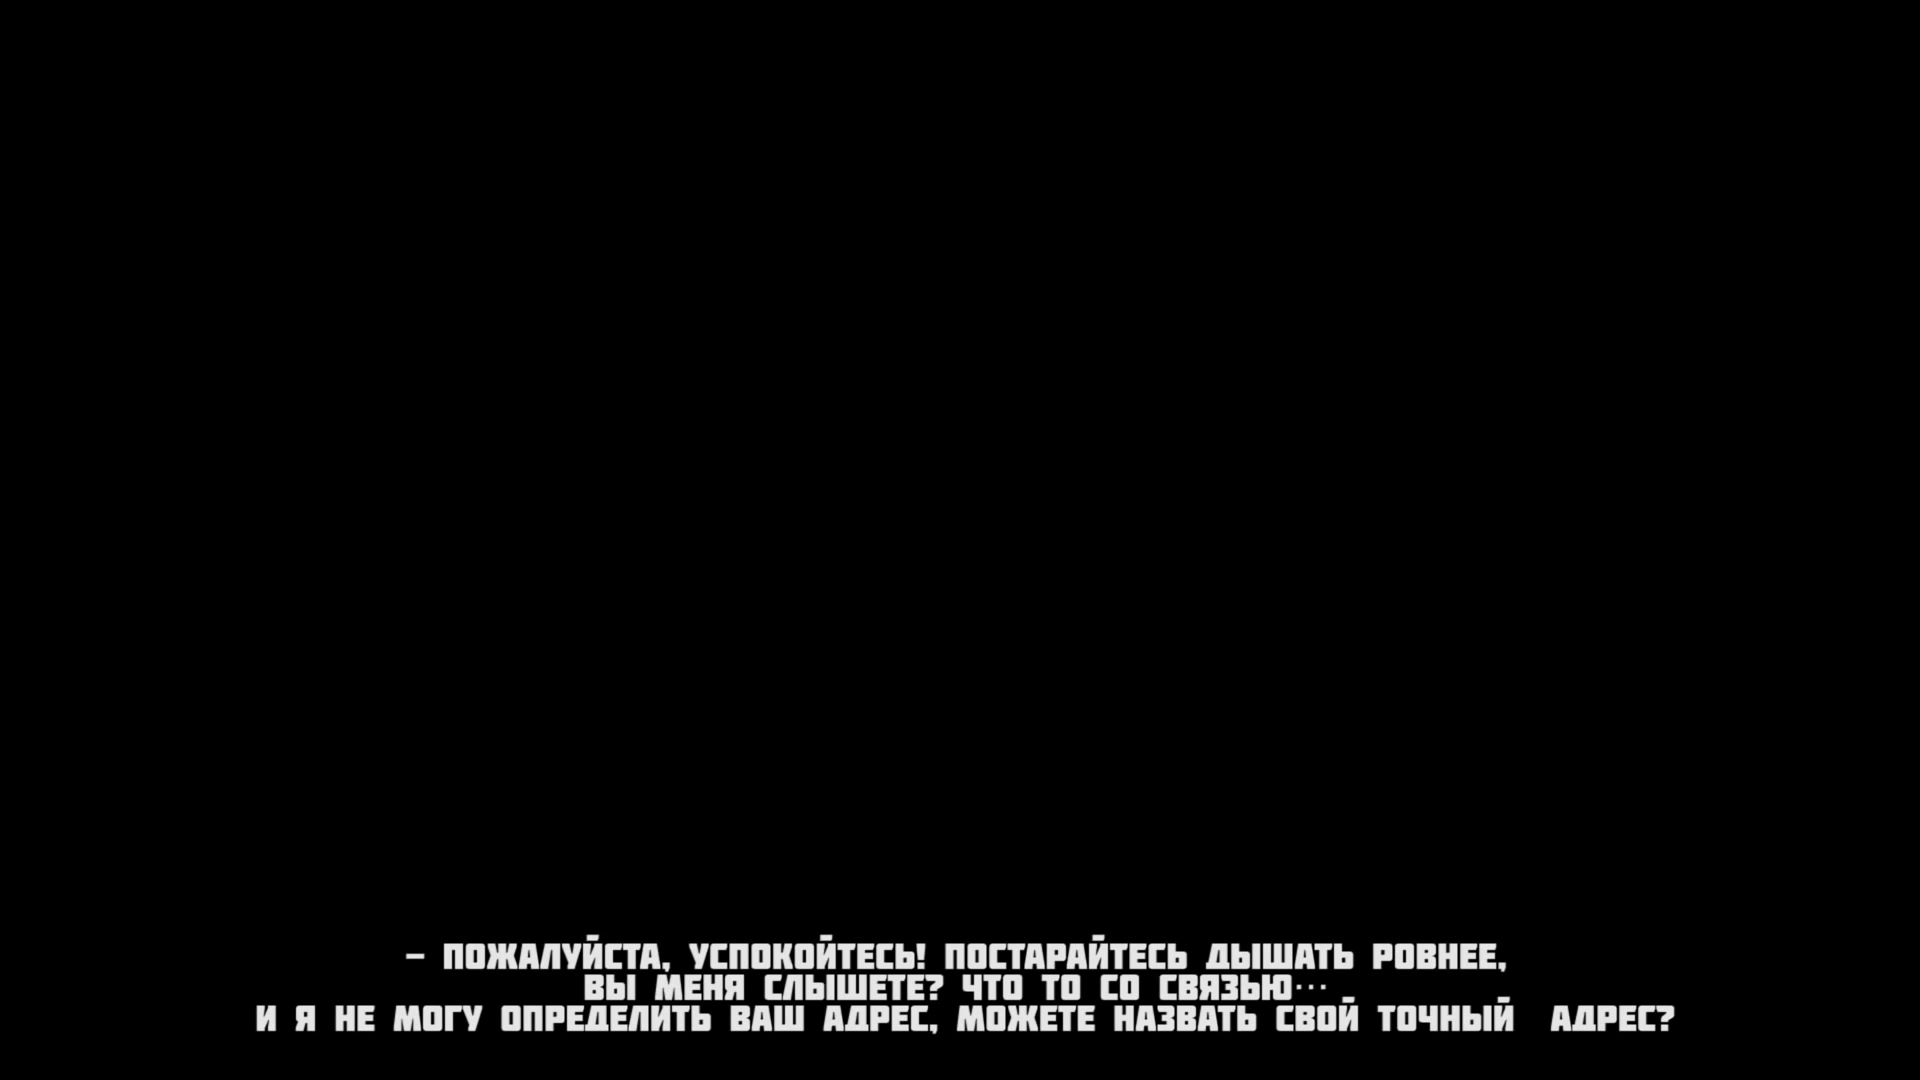 – ПОЖАЛУЙСТА, УСПОКОЙТЕСЬ! ПОСТАРАЙТЕСЬ ДЫШАТЬ РОВНЕЕ,
ВЫ МЕНЯ СЛЫШЕТЕ? ЧТО ТО СО СВЯЗЬЮ...
И Я НЕ МОГУ ОПРЕДЕЛИТЬ ВАШ АДРЕС, МОЖЕТЕ НАЗВАТЬ СВОЙ ТОЧНЫЙ АДРЕС?